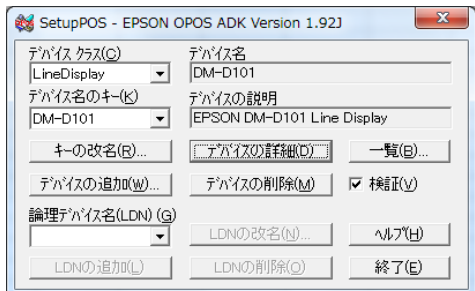 SetupPOS - EPSON OPOS ADK Version 1.92J
デバイス クラス(C)
デバイス名
LineDisplay
DM-D101
デバイス名のキー(K)
デバイスの説明
DM-D101
EPSON DM-D101 Line Display
キーの改名(R)...
デバイスの詳細(D)
一覧(B)...
デバイスの追加(W)...
デバイスの削除(M)
検証(V)
論理デバイス名(LDN) (G)
LDNの改名(N)...
ヘルプ(H)
LDNの追加(L)
LDNの削除(O)
終了(E)